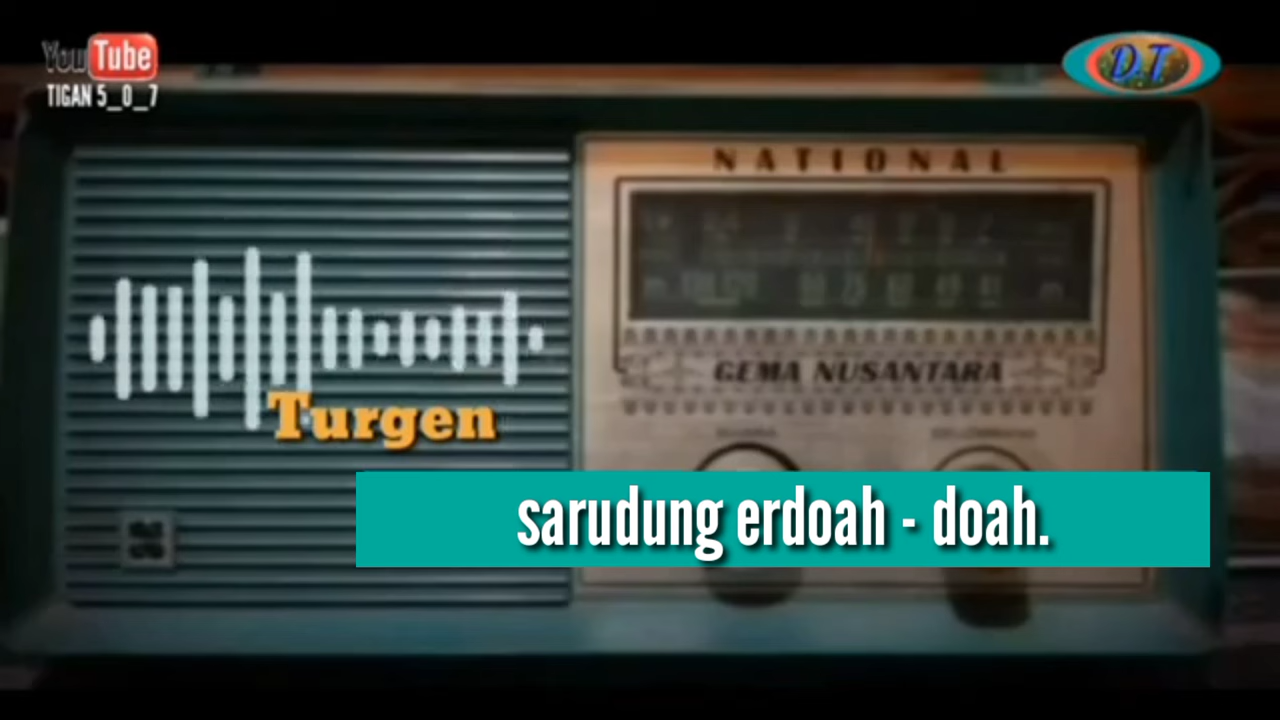 YouTube
TIGAN 5_0_7
D.T
NATIONAL
GEMA NUSANTARA
Turgen
sarudung erdoah - doah.